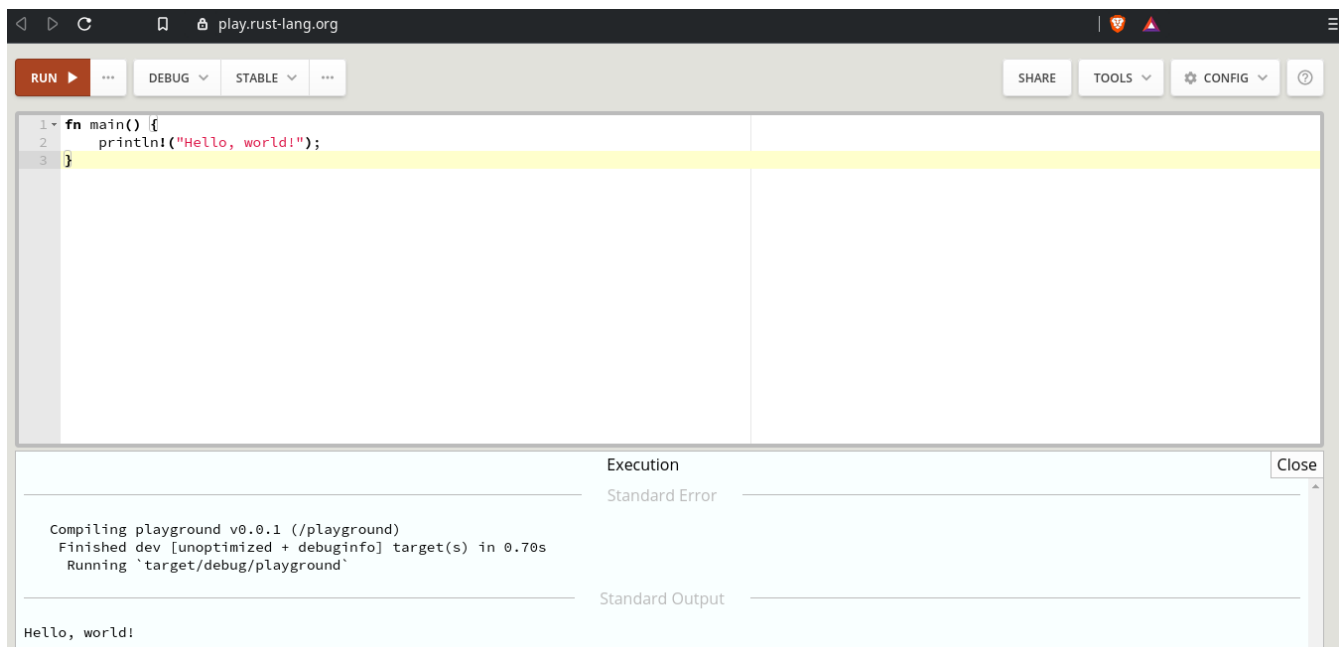 play.rust-lang.org
RUN ... DEBUG STABLE ... SHARE TOOLS CONFIG ?
1 fn main() {
2     println!("Hello, world!");
3 }
Execution Close
Standard Error
   Compiling playground v0.0.1 (/playground)
    Finished dev [unoptimized + debuginfo] target(s) in 0.70s
     Running `target/debug/playground`
Standard Output
Hello, world!